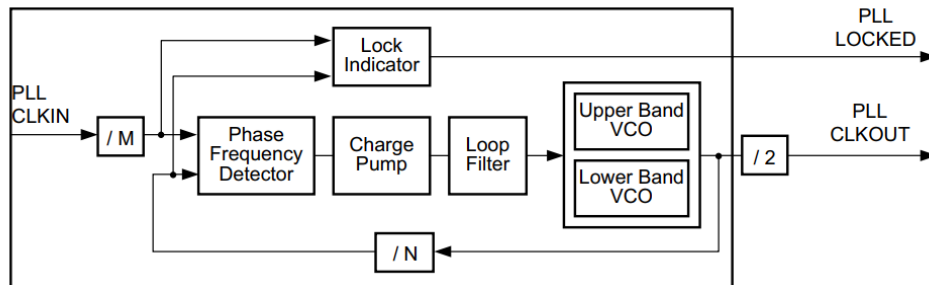 PLL
LOCKED
Lock
Indicator
PLL
CLKIN
/ M
Phase
Frequency
Detector
Charge
Pump
Loop
Filter
Upper Band
VCO
Lower Band
VCO
/ 2
PLL
CLKOUT
/ N